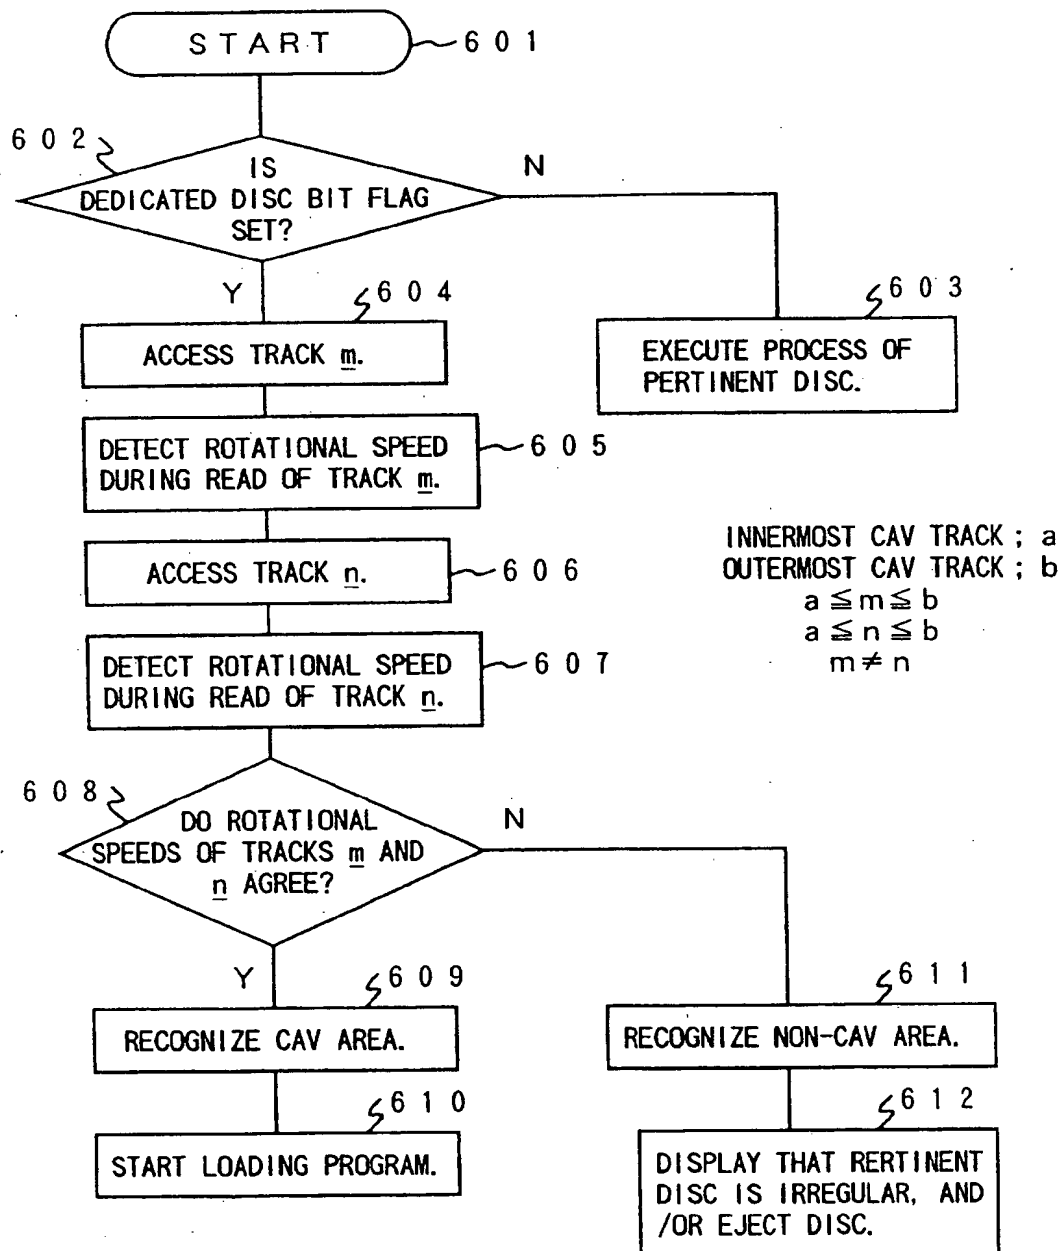 START
601
602
IS
DEDICATED DISC BIT FLAG
SET?
N
Y
604
603
ACCESS TRACK m.
EXECUTE PROCESS OF
PERTINENT DISC.
DETECT ROTATIONAL SPEED
DURING READ OF TRACK m.
605
INNERMOST CAV TRACK ; a
OUTERMOST CAV TRACK ; b
a ≦ m ≦ b
a ≦ n ≦ b
m ≠ n
ACCESS TRACK n.
606
DETECT ROTATIONAL SPEED
DURING READ OF TRACK n.
607
608
DO ROTATIONAL
SPEEDS OF TRACKS m AND
n AGREE?
N
Y
609
611
RECOGNIZE CAV AREA.
RECOGNIZE NON-CAV AREA.
610
612
START LOADING PROGRAM.
DISPLAY THAT RERTINENT
DISC IS IRREGULAR, AND
/OR EJECT DISC.